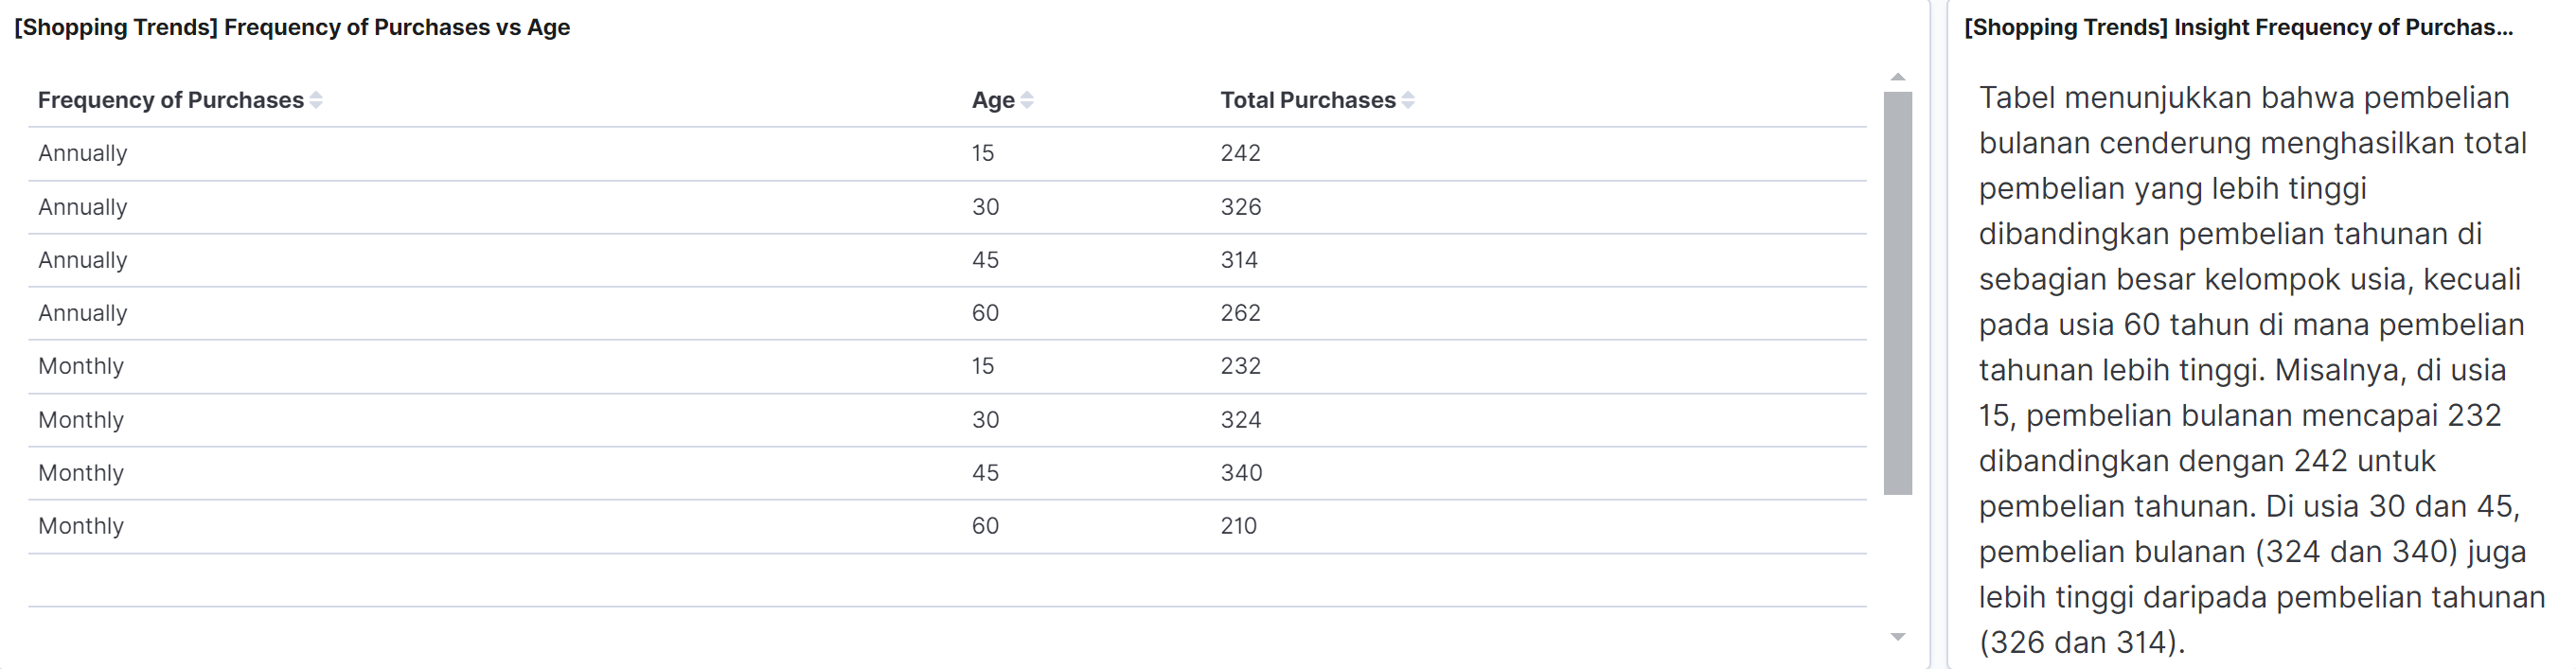 [Shopping Trends] Frequency of Purchases vs Age
Frequency of Purchases Age Total Purchases
Annually 15 242
Annually 30 326
Annually 45 314
Annually 60 262
Monthly 15 232
Monthly 30 324
Monthly 45 340
Monthly 60 210
[Shopping Trends] Insight Frequency of Purchas...
Tabel menunjukkan bahwa pembelian
bulanan cenderung menghasilkan total
pembelian yang lebih tinggi
dibandingkan pembelian tahunan di
sebagian besar kelompok usia, kecuali
pada usia 60 tahun di mana pembelian
tahunan lebih tinggi. Misalnya, di usia
15, pembelian bulanan mencapai 232
dibandingkan dengan 242 untuk
pembelian tahunan. Di usia 30 dan 45,
pembelian bulanan (324 dan 340) juga
lebih tinggi daripada pembelian tahunan
(326 dan 314).